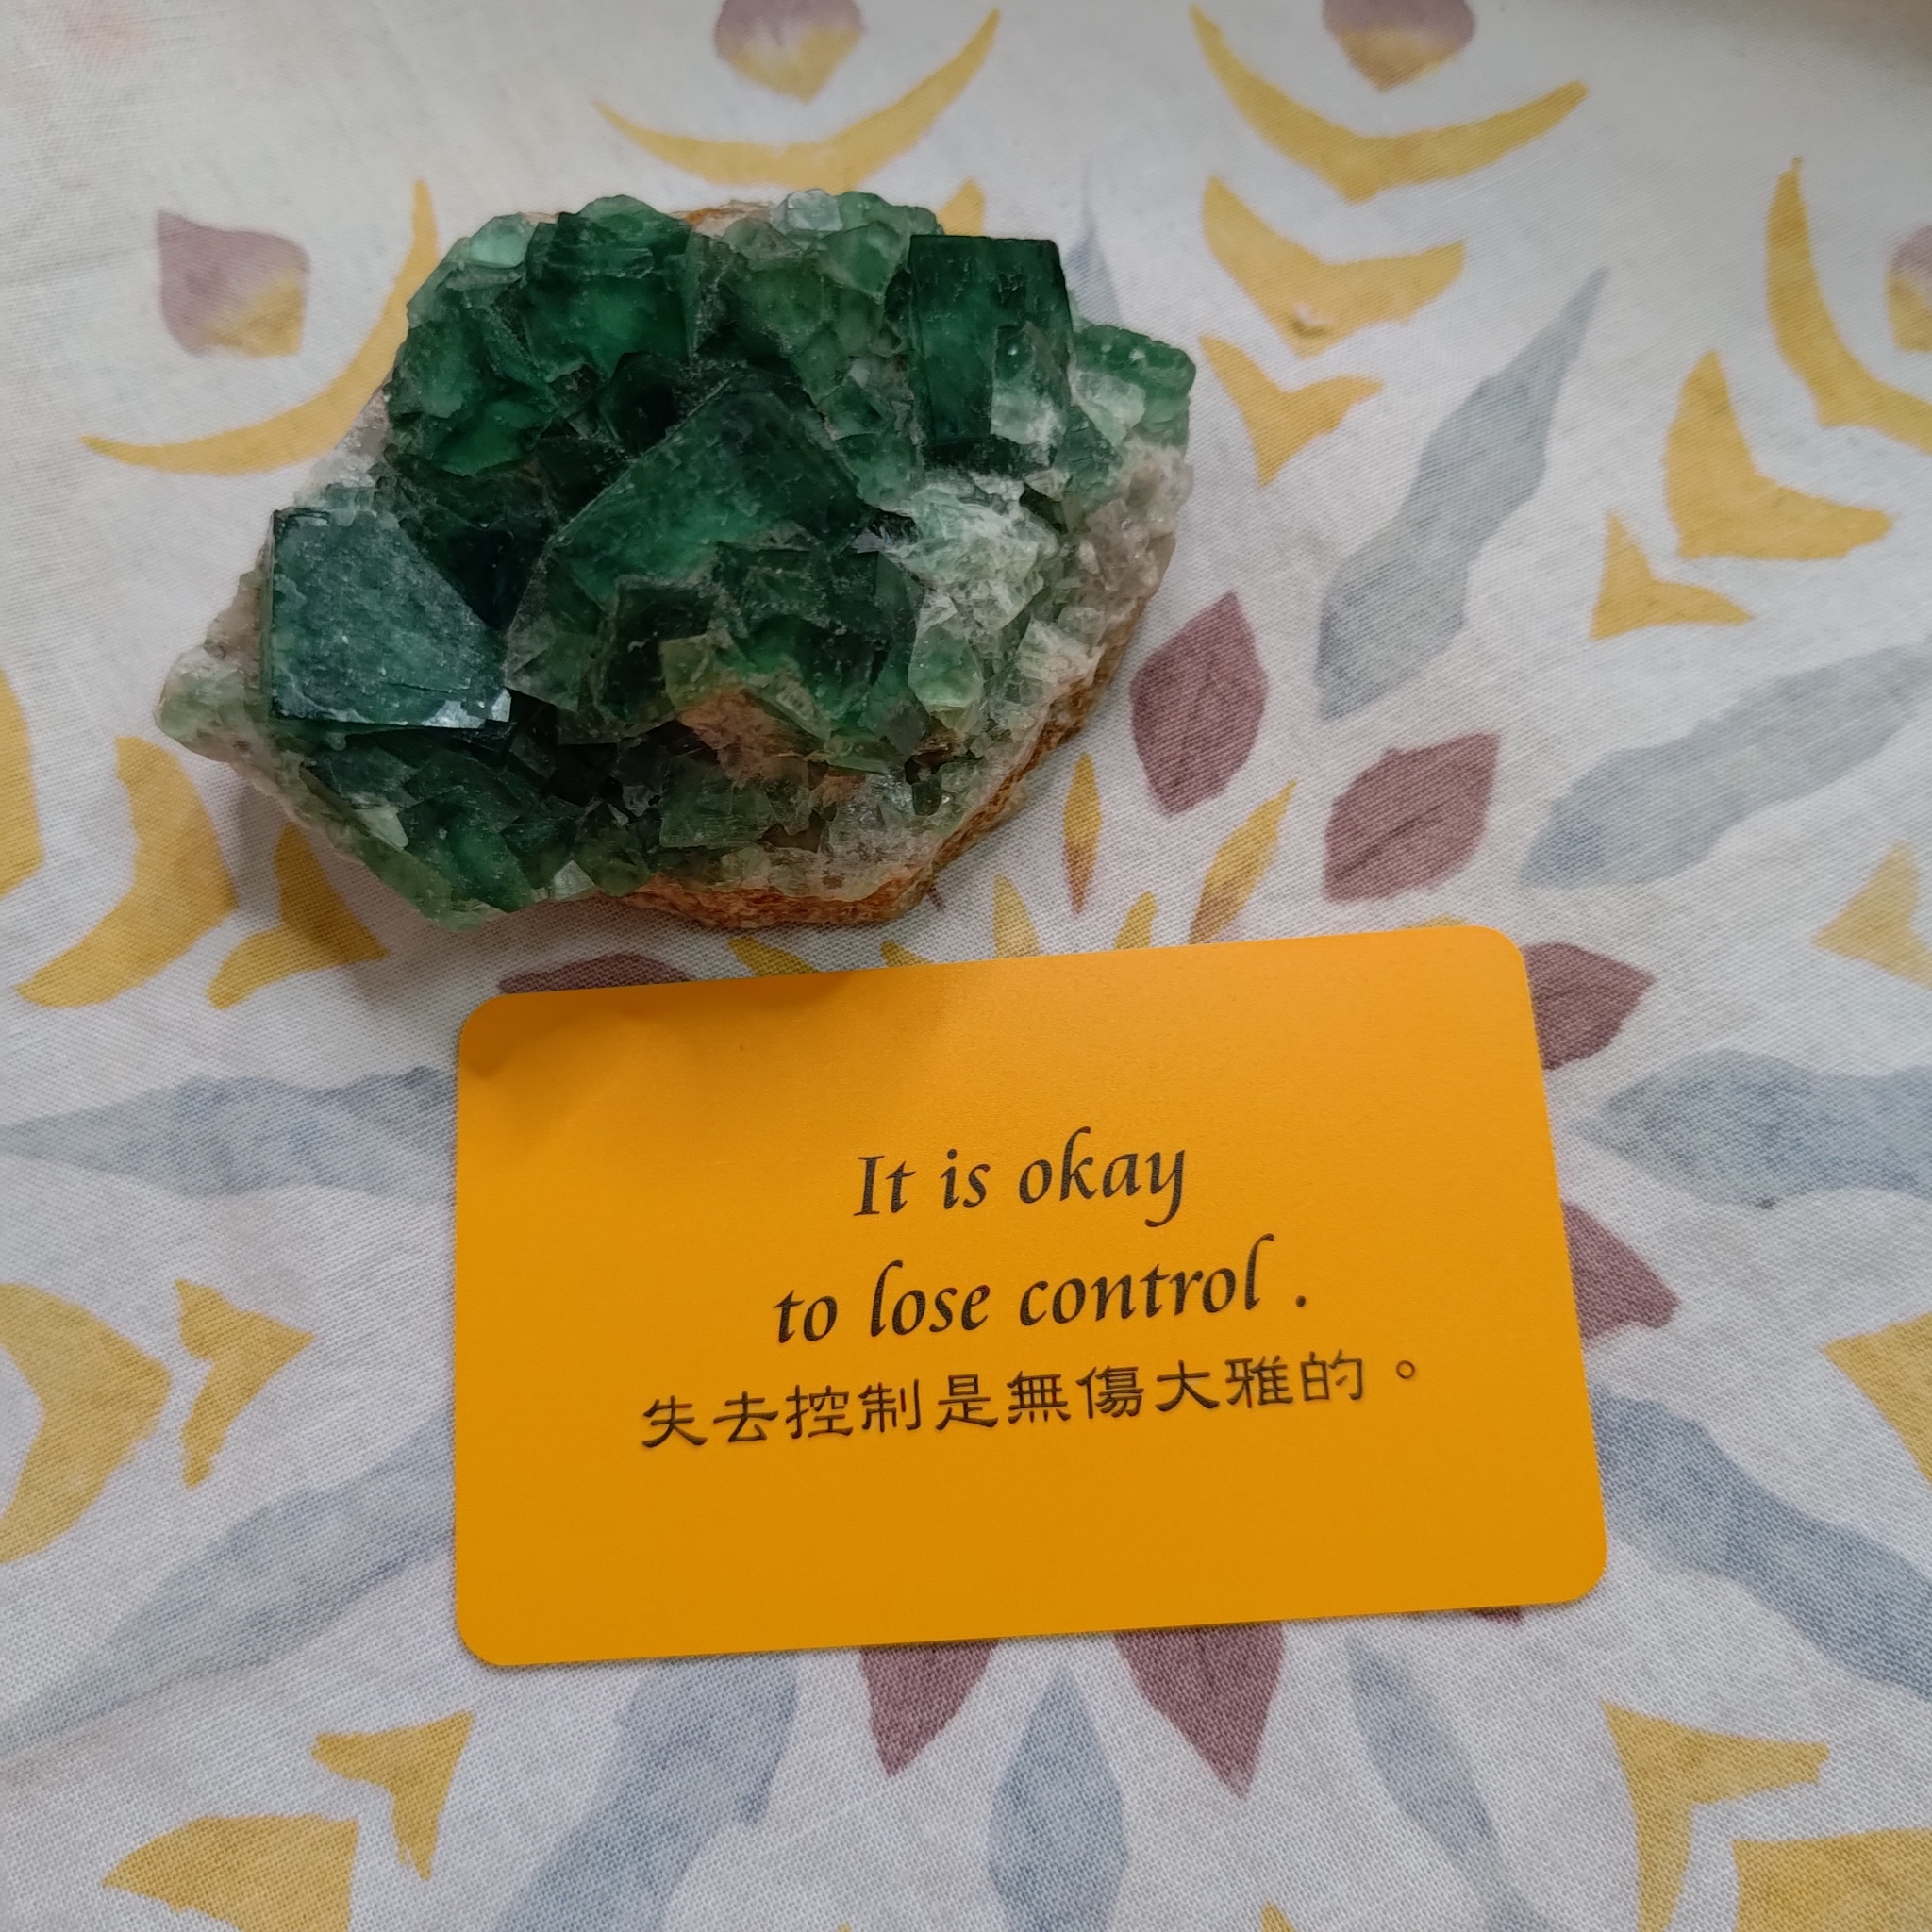 It is okay
to lose control .
失去控制是無傷大雅的。